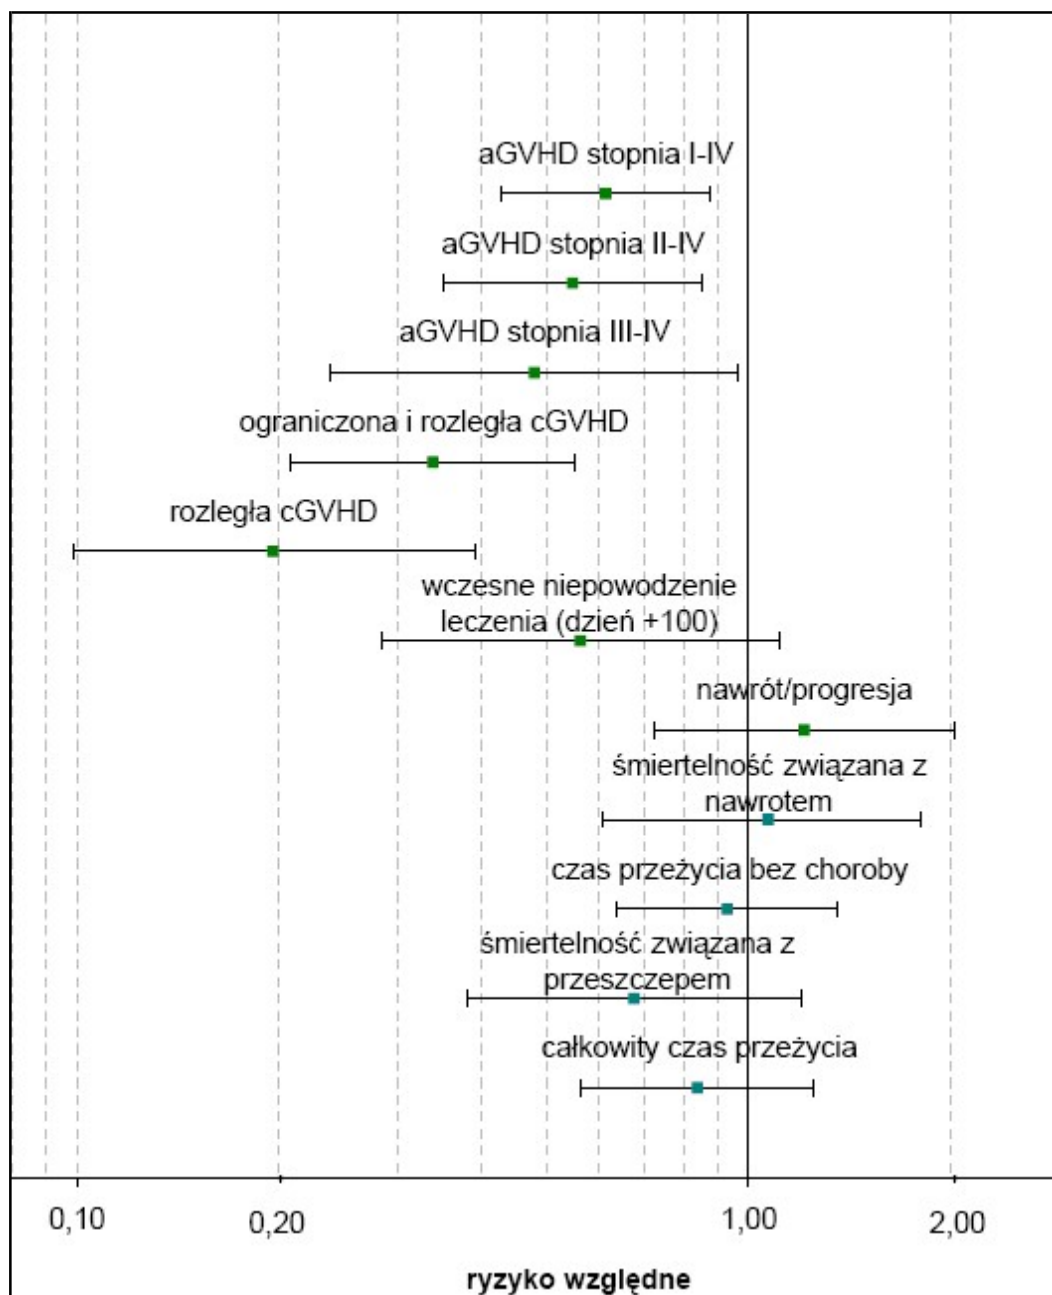 aGVHD stopnia I-IV
aGVHD stopnia II-IV
aGVHD stopnia III-IV
ograniczona i rozległa cGVHD
rozległa cGVHD
wczesne niepowodzenie
leczenia (dzień +100)
nawrót/progresja
śmiertelność związana z
nawrotem
czas przeżycia bez choroby
śmiertelność związana z
przeszczepem
całkowity czas przeżycia
0,10 0,20 1,00 2,00
ryzyko względne